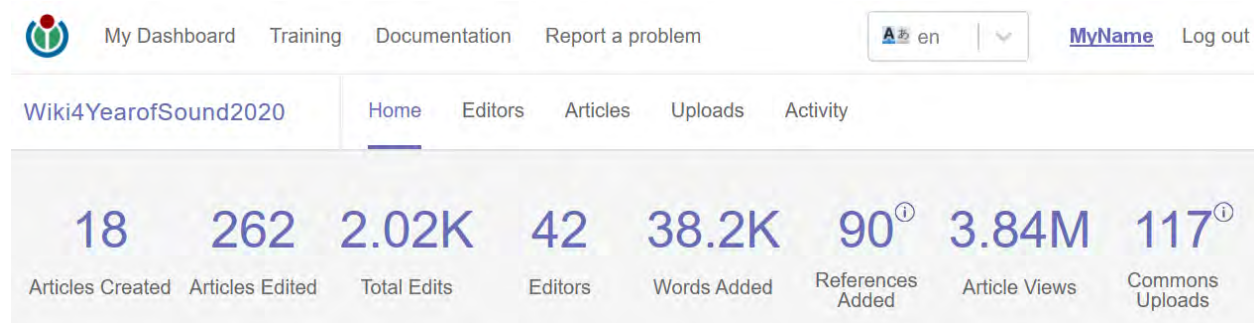 My Dashboard Training Documentation Report a problem Aあ en MyName Log out
Wiki4YearofSound2020 Home Editors Articles Uploads Activity
18 262 2.02K 42 38.2K 90 3.84M 117
Articles Created Articles Edited Total Edits Editors Words Added References Added Article Views Commons Uploads